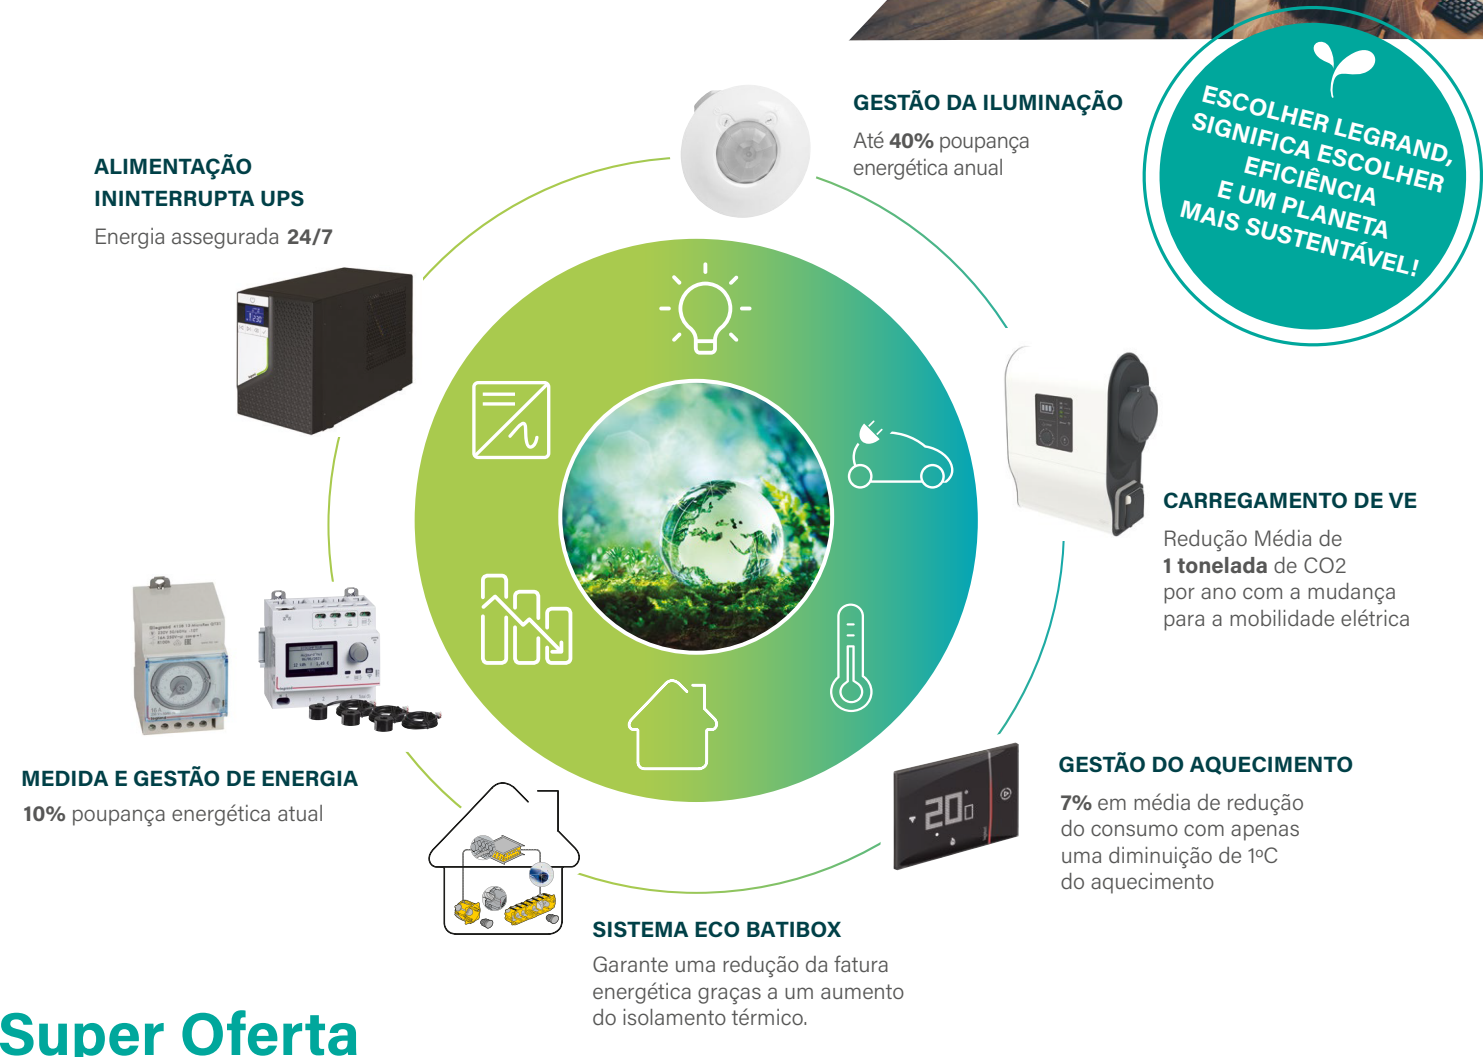 ESCOLHER LEGRAND,
SIGNIFICA ESCOLHER
EFICIÊNCIA
E UM PLANETA
MAIS SUSTENTÁVEL!
GESTÃO DA ILUMINAÇÃO
Até 40% poupança
energética anual
ALIMENTAÇÃO
ININTERRUPTA UPS
Energia assegurada 24/7
CARREGAMENTO DE VE
Redução Média de
1 tonelada de CO2
por ano com a mudança
para a mobilidade elétrica
MEDIDA E GESTÃO DE ENERGIA
10% poupança energética atual
GESTÃO DO AQUECIMENTO
7% em média de redução
do consumo com apenas
uma diminuição de 1ºC
do aquecimento
20
SISTEMA ECO BATIBOX
Garante uma redução da fatura
energética graças a um aumento
do isolamento térmico.
Super Oferta